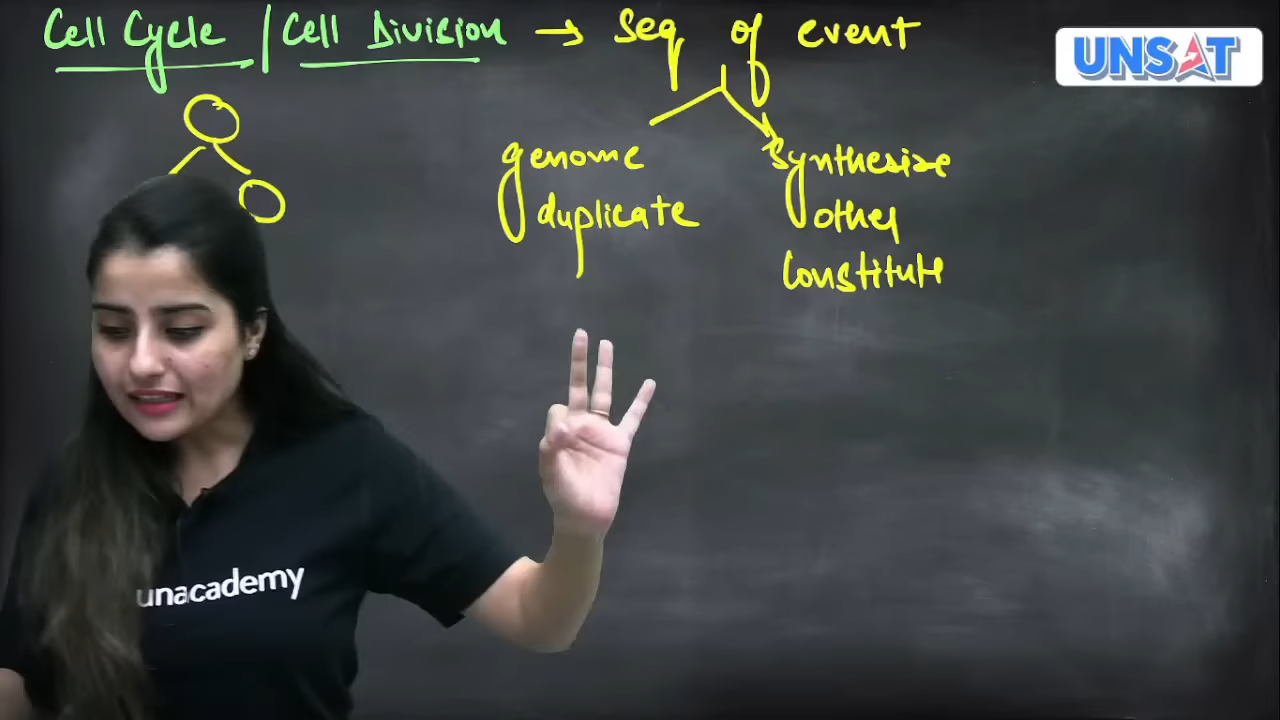 Cell Cycle / Cell Division → Seq of event
UNSAT
genome
duplicate
synthesize
other
constitute
unacademy